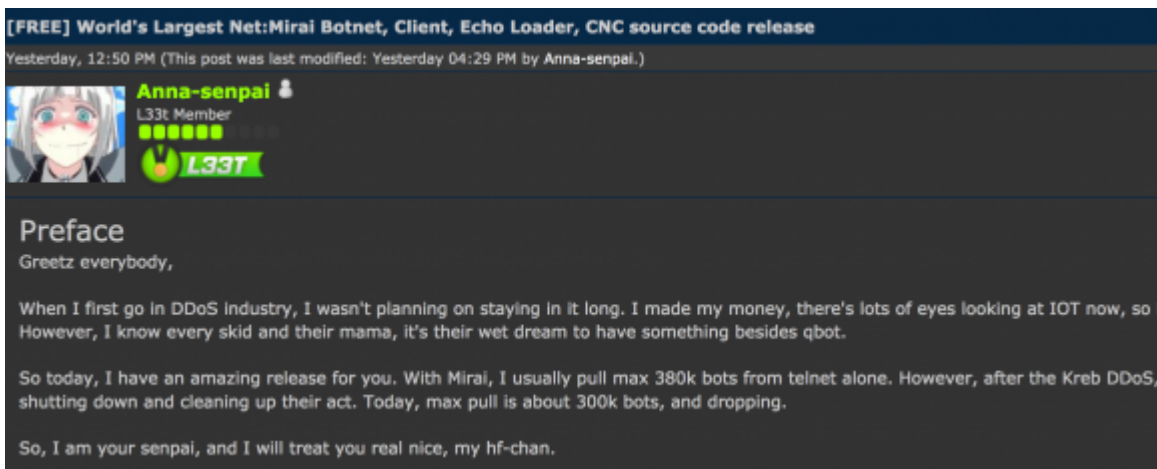 [FREE] World's Largest Net:Mirai Botnet, Client, Echo Loader, CNC source code release
Yesterday, 12:50 PM (This post was last modified: Yesterday 04:29 PM by Anna-senpai.)
Anna-senpai
L33t Member
L33T
Preface
Greetz everybody,
When I first go in DDoS industry, I wasn't planning on staying in it long. I made my money, there's lots of eyes looking at IOT now, so
However, I know every skid and their mama, it's their wet dream to have something besides qbot.
So today, I have an amazing release for you. With Mirai, I usually pull max 380k bots from telnet alone. However, after the Kreb DDoS,
shutting down and cleaning up their act. Today, max pull is about 300k bots, and dropping.
So, I am your senpai, and I will treat you real nice, my hf-chan.